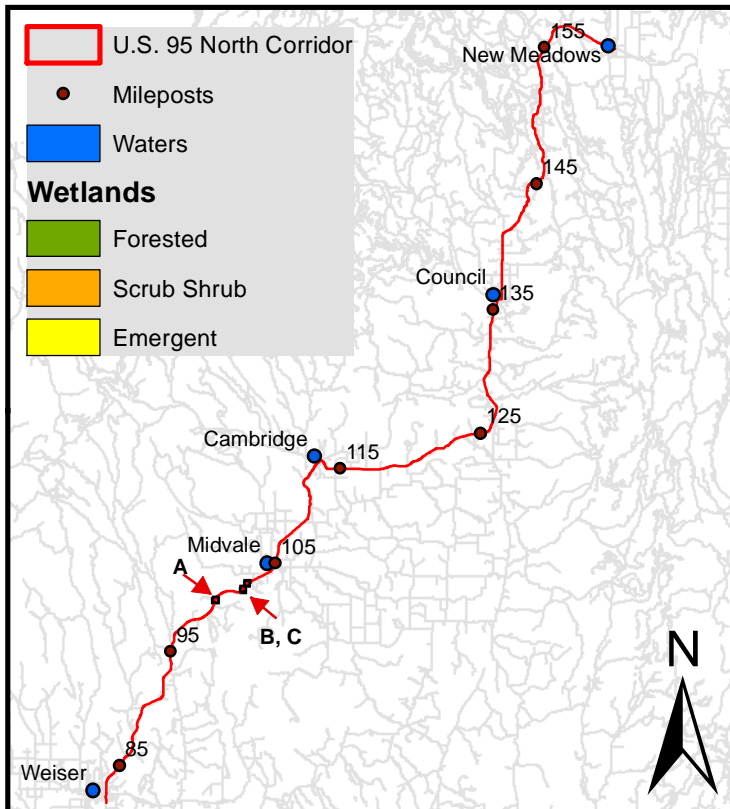 U.S. 95 North Corridor
Mileposts
Waters
Wetlands
Forested
Scrub Shrub
Emergent
155
New Meadows
145
Council
135
125
Cambridge
115
Midvale
105
A
B, C
95
N
85
Weiser